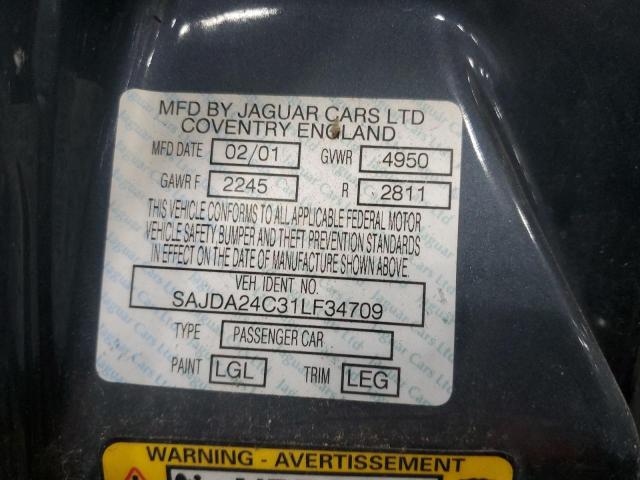 MFD BY JAGUAR CARS LTD
COVENTRY ENGLAND
MFD DATE 02/01 GVWR 4950
GAWR F 2245 R 2811
THIS VEHICLE CONFORMS TO ALL APPLICABLE FEDERAL MOTOR
VEHICLE SAFETY BUMPER AND THEFT PREVENTION STANDARDS
IN EFFECT ON THE DATE OF MANUFACTURE SHOWN ABOVE.
VEH. IDENT NO.
SAJDA24C31LF34709
TYPE PASSENGER CAR
PAINT LGL TRIM LEG
WARNING - AVERTISSEMENT